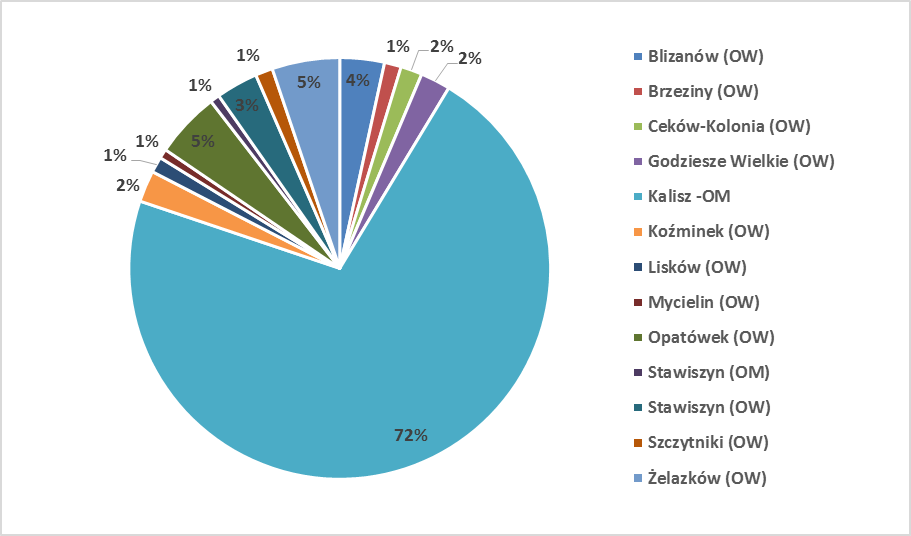 1%
2%
2%
4%
5%
1%
3%
1%
5%
1%
1%
2%
72%
Blizanów (OW)
Brzeziny (OW)
Ceków-Kolonia (OW)
Godziesze Wielkie (OW)
Kalisz -OM
Koźminek (OW)
Lisków (OW)
Mycielin (OW)
Opatówek (OW)
Stawiszyn (OM)
Stawiszyn (OW)
Szczytniki (OW)
Żelazków (OW)